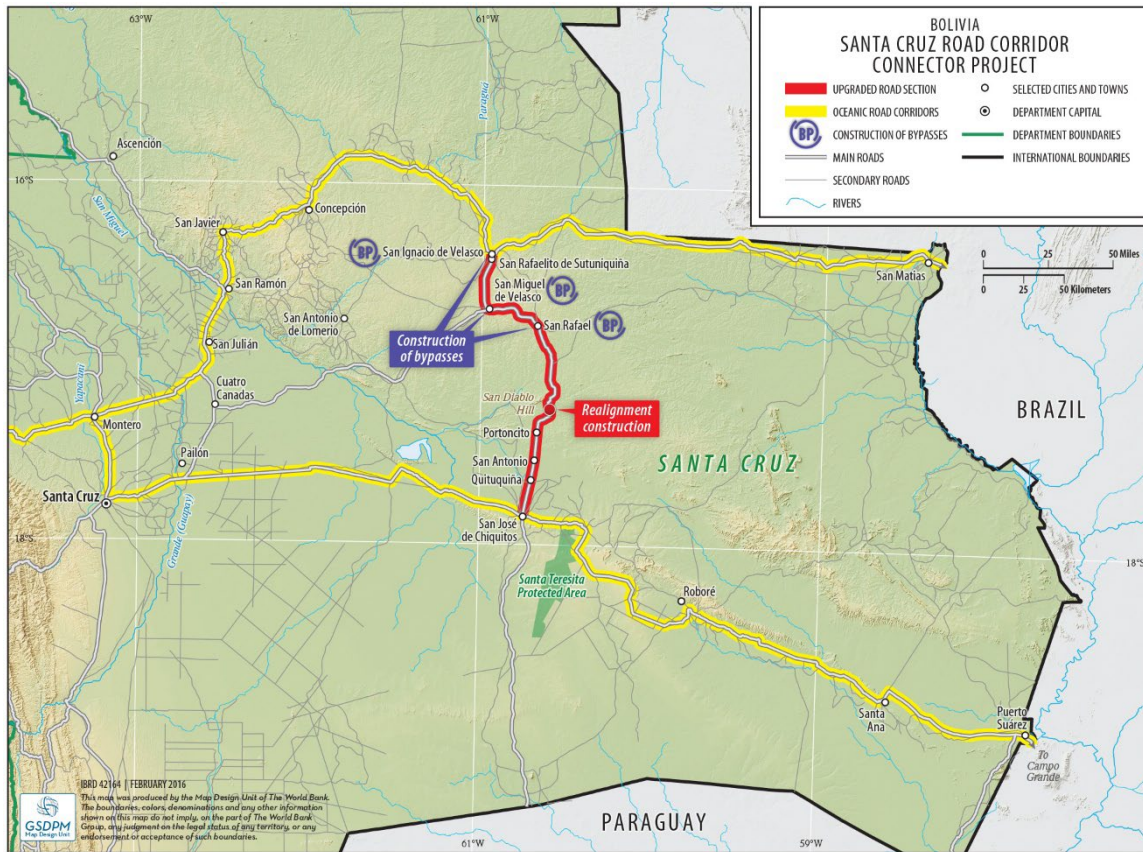 BOLIVIA
SANTA CRUZ ROAD CORRIDOR
CONNECTOR PROJECT
UPGRADED ROAD SECTION
OCEANIC ROAD CORRIDORS
BP
CONSTRUCTION OF BYPASSES
MAIN ROADS
SECONDARY ROADS
RIVERS
SELECTED CITIES AND TOWNS
DEPARTMENT CAPITAL
DEPARTMENT BOUNDARIES
INTERNATIONAL BOUNDARIES
63°W
61°W
Paragua
Ascención
16°S
San Miguel
Concepción
San Javier
BP
San Ignacio de Velasco
San Rafaelito de Sutuniquiña
San Matías
0 25 50 Miles
0 25 50 Kilometers
San Ramón
San Miguel
de Velasco
BP
San Antonio
de Lomerio
San Rafael
BP
Construction
of bypasses
San Julián
Yapacani
Cuatro
Canadas
San Diablo
Hill
Realignment
construction
BRAZIL
Montero
Portoncito
Pailón
San Antonio
SANTA CRUZ
Quituquiña
Santa Cruz
Grande (Guapay)
San José
de Chiquitos
18°S
18°S
Santa Teresita
Protected Area
Roboré
59°W
Santa
Ana
Puerto
Suárez
To
Campo
Grande
IBRD 42164 | FEBRUARY 2016
This map was produced by the Map Design Unit of The World Bank.
The boundaries, colors, denominations and any other information
shown on this map do not imply, on the part of The World Bank
Group, any judgment on the legal status of any territory, or any
endorsement or acceptance of such boundaries.
GSDPM
Map Design Unit
PARAGUAY
61°W
59°W